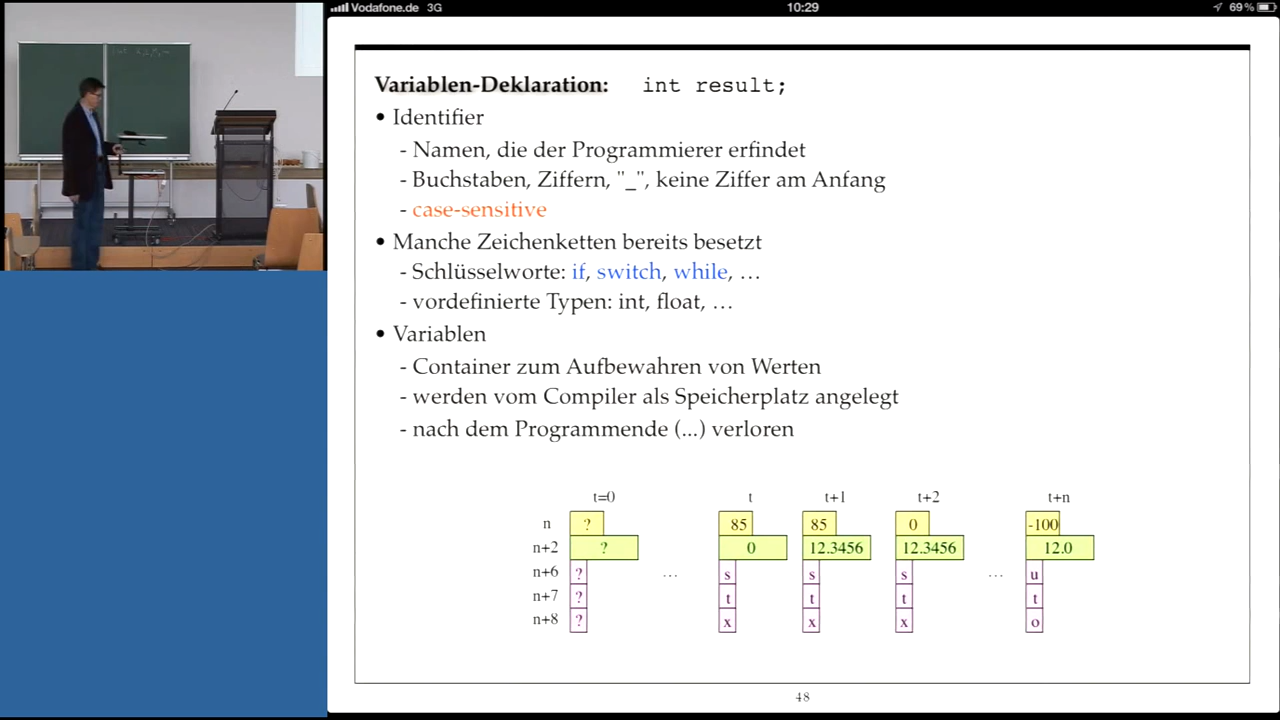 Vodafone.de 3G 10:29 69 %
Variablen-Deklaration: int result;
• Identifier
- Namen, die der Programmierer erfindet
- Buchstaben, Ziffern, "_", keine Ziffer am Anfang
- case-sensitive
• Manche Zeichenketten bereits besetzt
- Schlüsselworte: if, switch, while, …
- vordefinierte Typen: int, float, …
• Variablen
- Container zum Aufbewahren von Werten
- werden vom Compiler als Speicherplatz angelegt
- nach dem Programmende (...) verloren
t=0 t t+1 t+2 t+n
n ? 85 85 0 -100
n+2 ? 0 12.3456 12.3456 12.0
n+6 ? ... s s s ... u
n+7 ? t t t t
n+8 ? x x x o
48